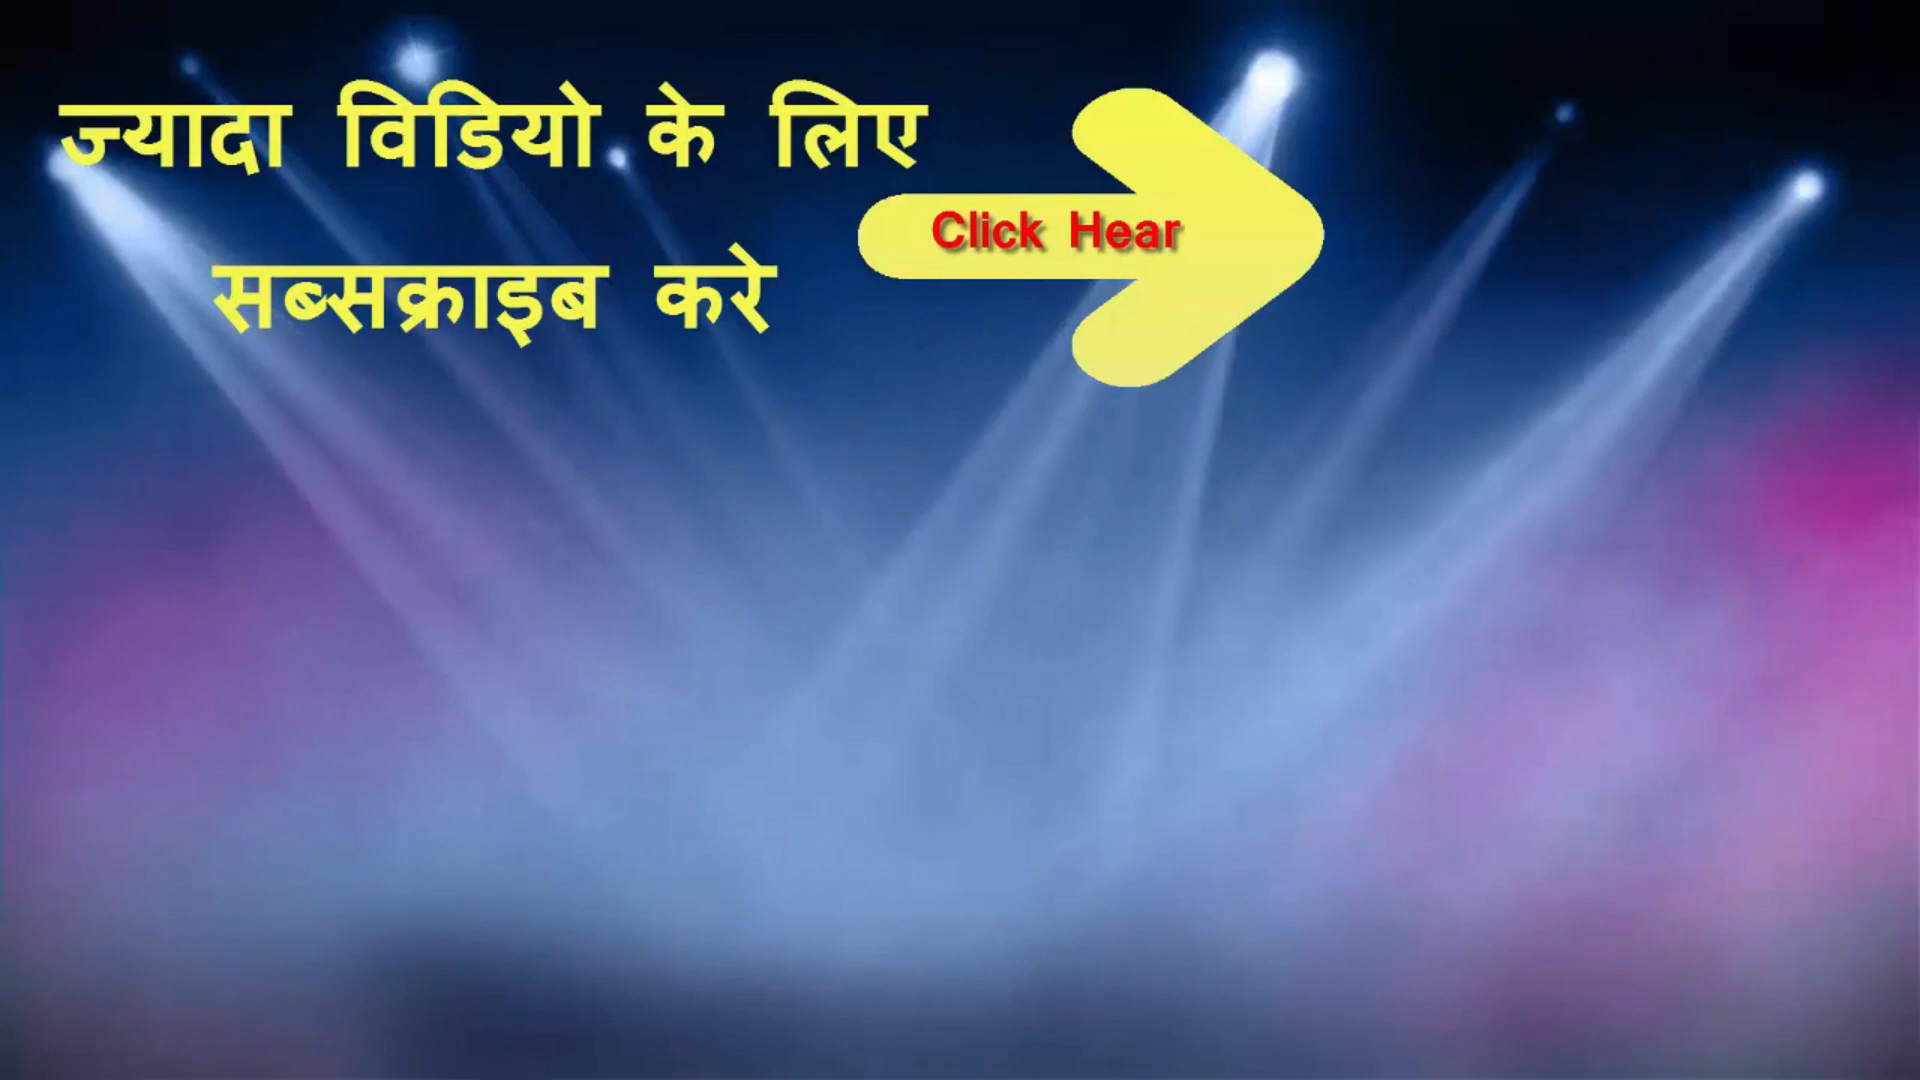 ज्यादा विडियो के लिए
Click Hear
सब्सक्राइब करे